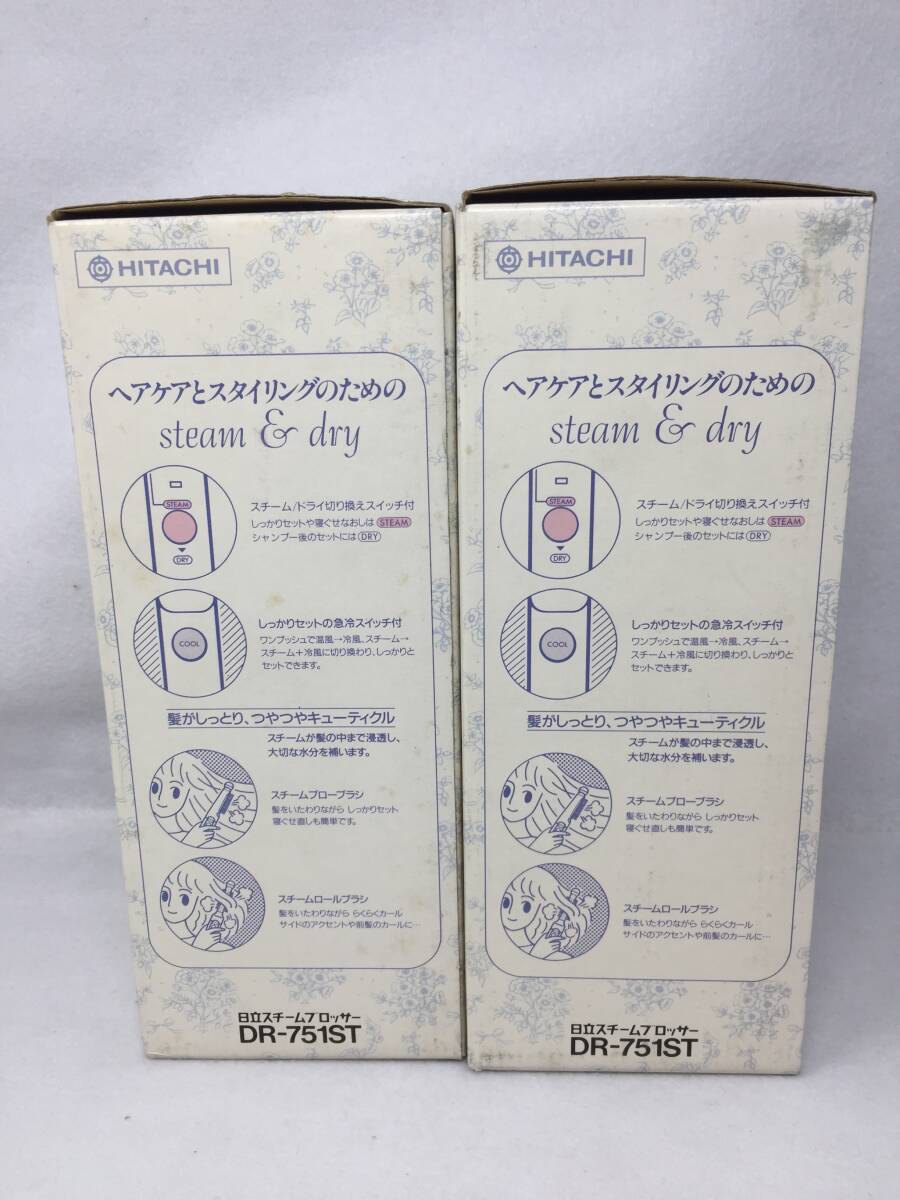 HITACHI
ヘアケアとスタイリングのための
steam & dry
STEAM
DRY
スチーム/ドライ切り換えスイッチ付
しっかりセットや寝ぐせなおしは STEAM
シャンプー後のセットには DRY
COOL
しっかりセットの急冷スイッチ付
ワンプッシュで温風→冷風、スチーム→
スチーム+冷風に切り換わり、しっかりと
セットできます。
髪がしっとり、つやつやキューティクル
スチームが髪の中まで浸透し、
大切な水分を補います。
スチームブローブラシ
髪をいたわりながら しっかりセット
寝ぐせ直しも簡単です。
スチームロールブラシ
髪をいたわりながら らくらくカール
サイドのアクセントや前髪のカールに…
日立スチームブロッサー
DR-751ST
HITACHI
ヘアケアとスタイリングのための
steam & dry
STEAM
DRY
スチーム/ドライ切り換えスイッチ付
しっかりセットや寝ぐせなおしは STEAM
シャンプー後のセットには DRY
COOL
しっかりセットの急冷スイッチ付
ワンプッシュで温風→冷風、スチーム→
スチーム+冷風に切り換わり、しっかりと
セットできます。
髪がしっとり、つやつやキューティクル
スチームが髪の中まで浸透し、
大切な水分を補います。
スチームブローブラシ
髪をいたわりながら しっかりセット
寝ぐせ直しも簡単です。
スチームロールブラシ
髪をいたわりながら らくらくカール
サイドのアクセントや前髪のカールに…
日立スチームブロッサー
DR-751ST